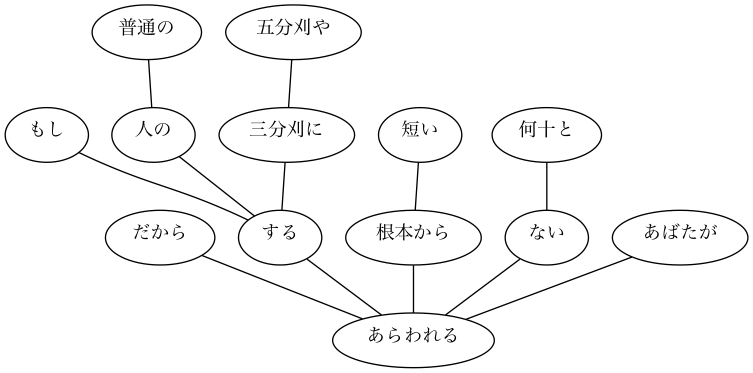 普通の
五分刈や
もし
人の
三分刈に
短い
何十と
だから
する
根本から
ない
あばたが
あらわれる